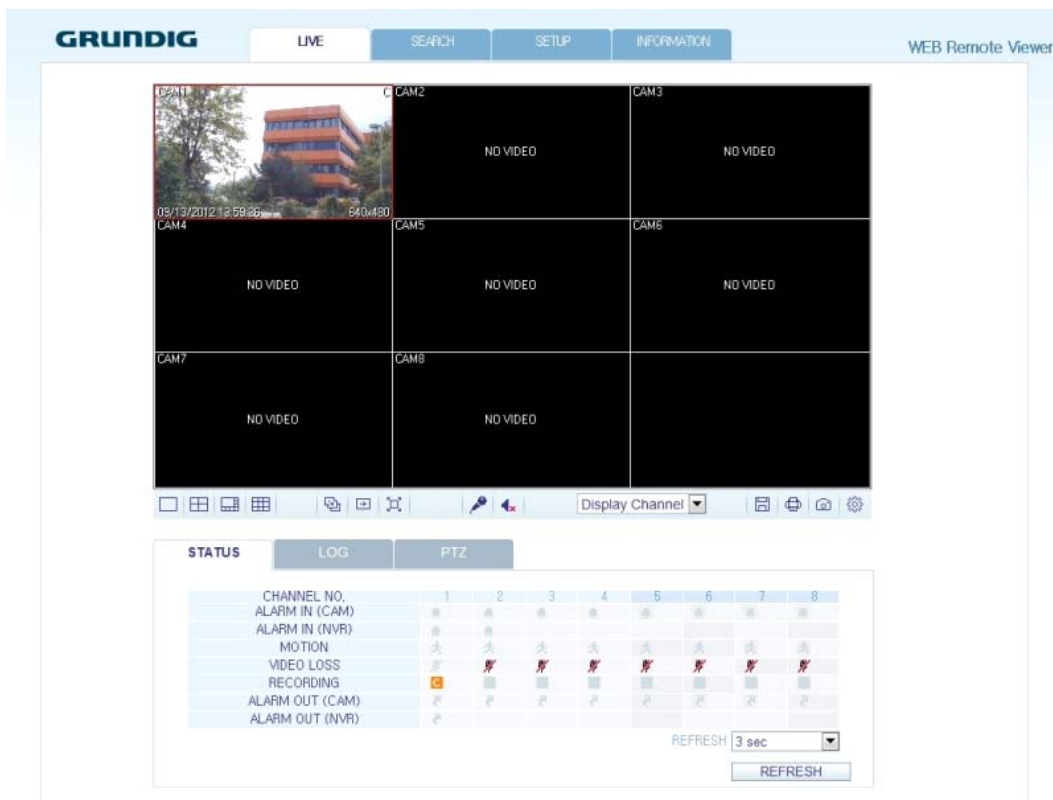 GRUNDIG
LIVE
SEARCH
SETUP
INFORMATION
WEB Remote Viewer
CAM1 C
CAM2
NO VIDEO
CAM3
NO VIDEO
09/13/2012 13:59:26 640x480
CAM4
NO VIDEO
CAM5
NO VIDEO
CAM6
NO VIDEO
CAM7
NO VIDEO
CAM8
NO VIDEO
Display Channel
STATUS
LOG
PTZ
CHANNEL NO. 1 2 3 4 5 6 7 8
ALARM IN (CAM)
ALARM IN (NVR)
MOTION
VIDEO LOSS
RECORDING C
ALARM OUT (CAM)
ALARM OUT (NVR)
REFRESH 3 sec
REFRESH